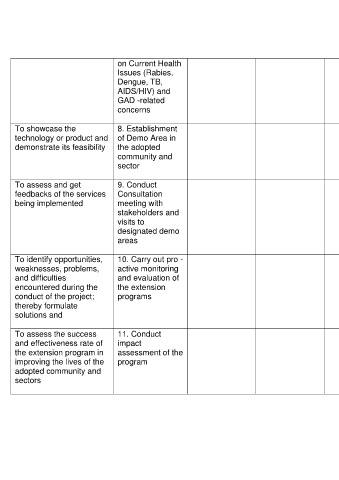 on Current Health
Issues (Rabies,
Dengue, TB,
AIDS/HIV) and
GAD -related
concerns
To showcase the
technology or product and
demonstrate its feasibility
8. Establishment
of Demo Area in
the adopted
community and
sector
To assess and get
feedbacks of the services
being implemented
9. Conduct
Consultation
meeting with
stakeholders and
visits to
designated demo
areas
To identify opportunities,
weaknesses, problems,
and difficulties
encountered during the
conduct of the project;
thereby formulate
solutions and
10. Carry out pro -
active monitoring
and evaluation of
the extension
programs
To assess the success
and effectiveness rate of
the extension program in
improving the lives of the
adopted community and
sectors
11. Conduct
impact
assessment of the
program